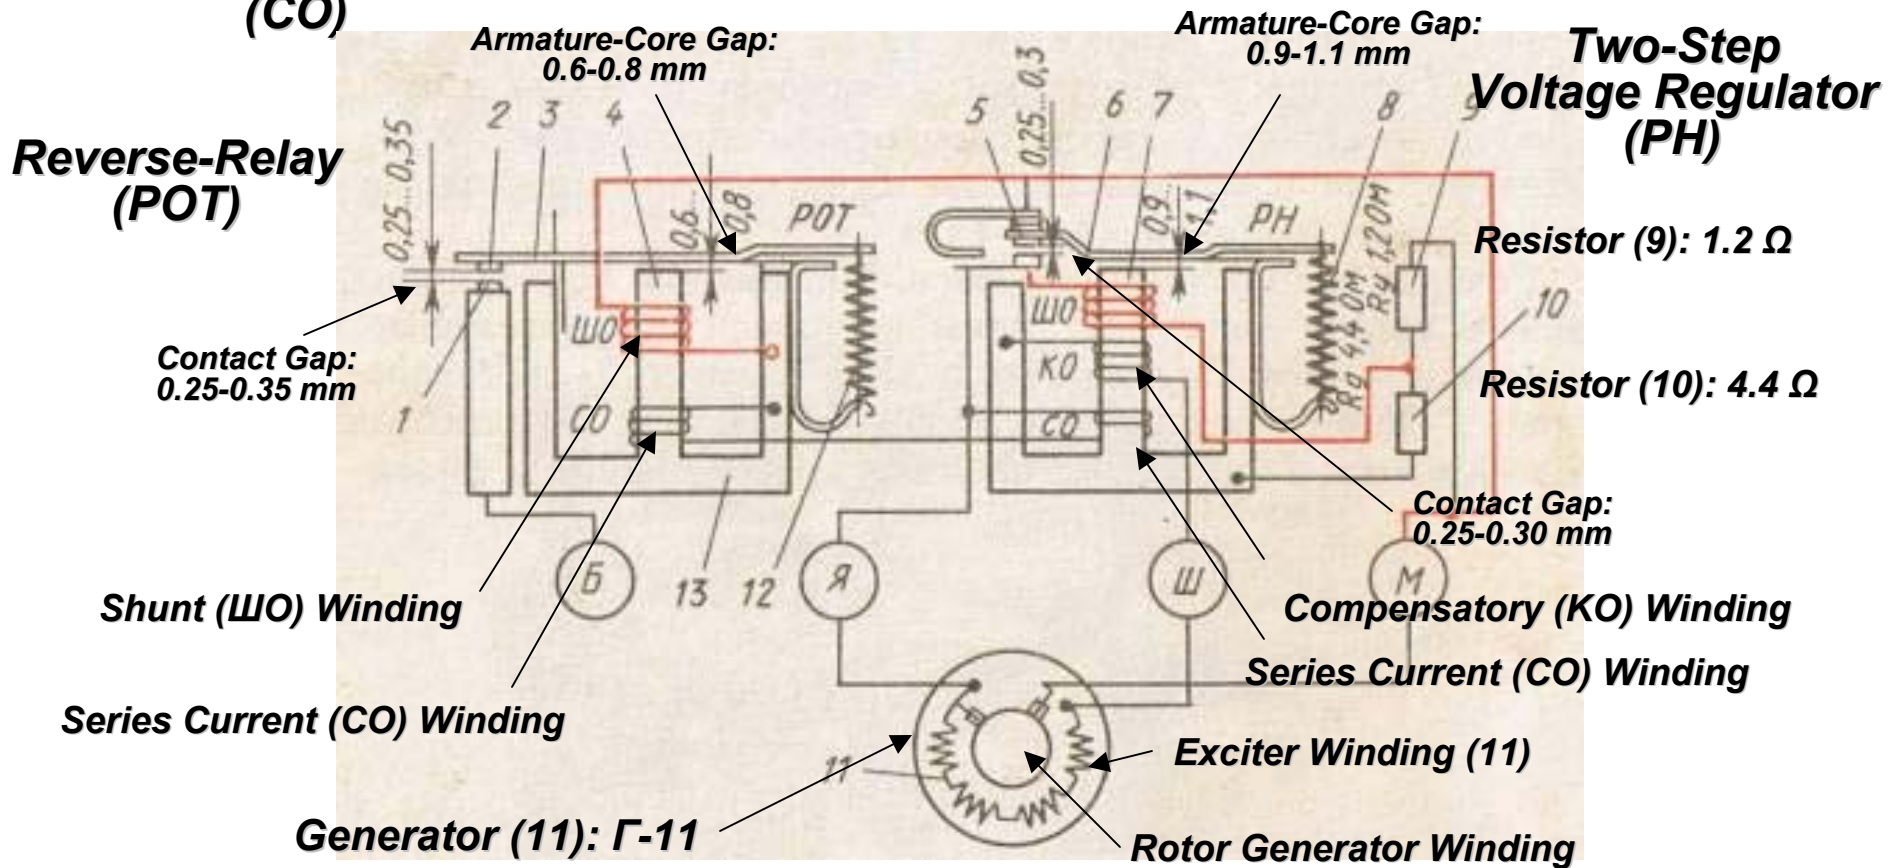 (CO)
Armature-Core Gap:
0.6-0.8 mm
Armature-Core Gap:
0.9-1.1 mm
Two-Step
Voltage Regulator
(PH)
Reverse-Relay
(POT)
0,25...0,35
2
3
4
0,6...
0,8
РОТ
5
0,25...0,3
6
7
0,9...
1,1
РН
8
9
Rу 1,2 Ом
Rд 4,4 Ом
10
Resistor (9): 1.2 Ω
Resistor (10): 4.4 Ω
Contact Gap:
0.25-0.35 mm
1
ШО
СО
ШО
КО
СО
Contact Gap:
0.25-0.30 mm
Б
13
12
Я
Ш
М
Shunt (ШО) Winding
Compensatory (KO) Winding
Series Current (CO) Winding
Series Current (CO) Winding
11
Exciter Winding (11)
Generator (11): Г-11
Rotor Generator Winding